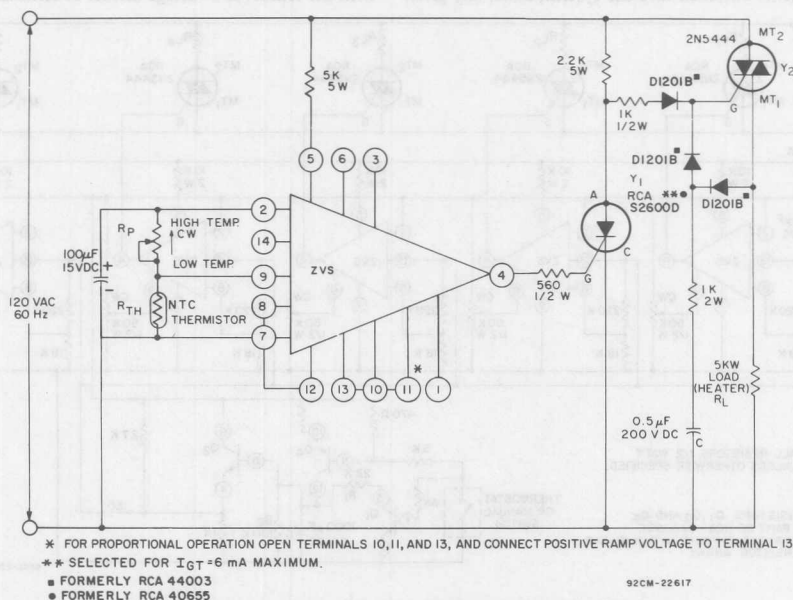 2N5444
MT2
Y2
MT1
G
2.2K
5W
5K
5W
D1201B■
1K
1/2W
D1201B■
Y1
RCA **●
S2600D
D1201B■
5
6
3
A
C
G
2
14
9
8
7
RP
HIGH TEMP.
CW
LOW TEMP.
100μF
15VDC
+
RTH
NTC
THERMISTOR
ZVS
4
560
1/2 W
120 VAC
60 Hz
1K
2W
12
13
10
11
*
1
5KW
LOAD
(HEATER)
RL
0.5μF
200 V DC
C
* FOR PROPORTIONAL OPERATION OPEN TERMINALS 10,11, AND 13, AND CONNECT POSITIVE RAMP VOLTAGE TO TERMINAL 13
** SELECTED FOR IGT=6 mA MAXIMUM.
■ FORMERLY RCA 44003
● FORMERLY RCA 40655
92CM-22617